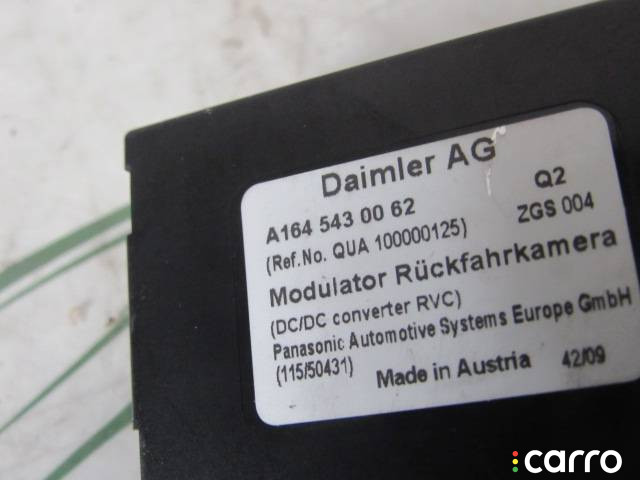 Daimler AG
A164 543 00 62 Q2
(Ref.No. QUA 100000125) ZGS 004
Modulator Rückfahrkamera
(DC/DC converter RVC)
Panasonic Automotive Systems Europe GmbH
(115/50431) Made in Austria 42/09
carro